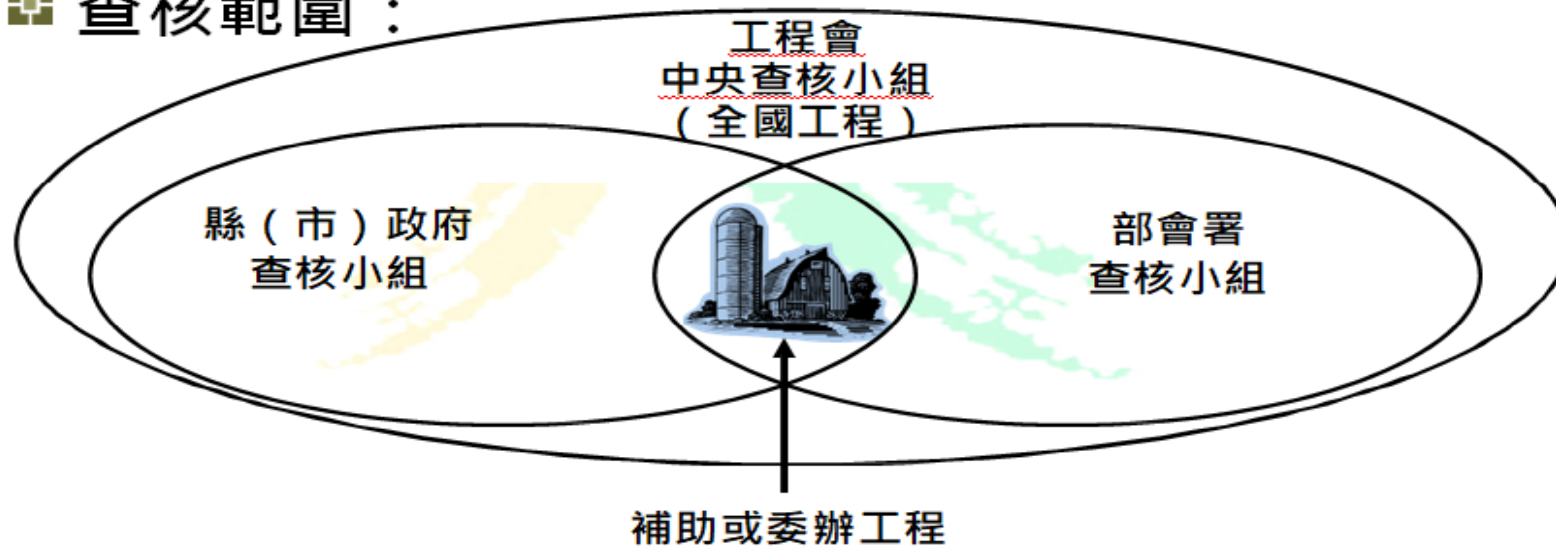 查核範圍：
工程會
中央查核小組
（全國工程）
縣（市）政府
查核小組
部會署
查核小組
補助或委辦工程